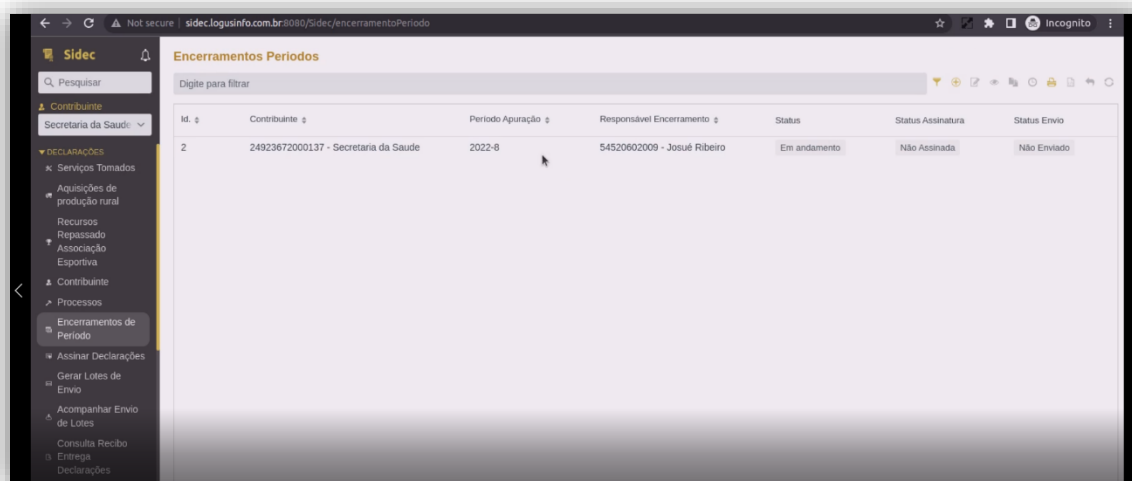 Not secure | sidec.logusinfo.com.br:8080/Sidec/encerramentoPeriodo
Incognito
Sidec
Pesquisar
Contribuinte
Secretaria da Saude
DECLARAÇÕES
Serviços Tomados
Aquisições de
produção rural
Recursos
Repassado
Associação
Esportiva
Contribuinte
Processos
Encerramentos de
Período
Assinar Declarações
Gerar Lotes de
Envio
Acompanhar Envio
de Lotes
Consulta Recibo
Entrega
Declarações
Encerramentos Periodos
Digite para filtrar
Id. Contribuinte Período Apuração Responsável Encerramento Status Status Assinatura Status Envio
2 24923672000137 - Secretaria da Saude 2022-8 54520602009 - Josué Ribeiro Em andamento Não Assinada Não Enviado